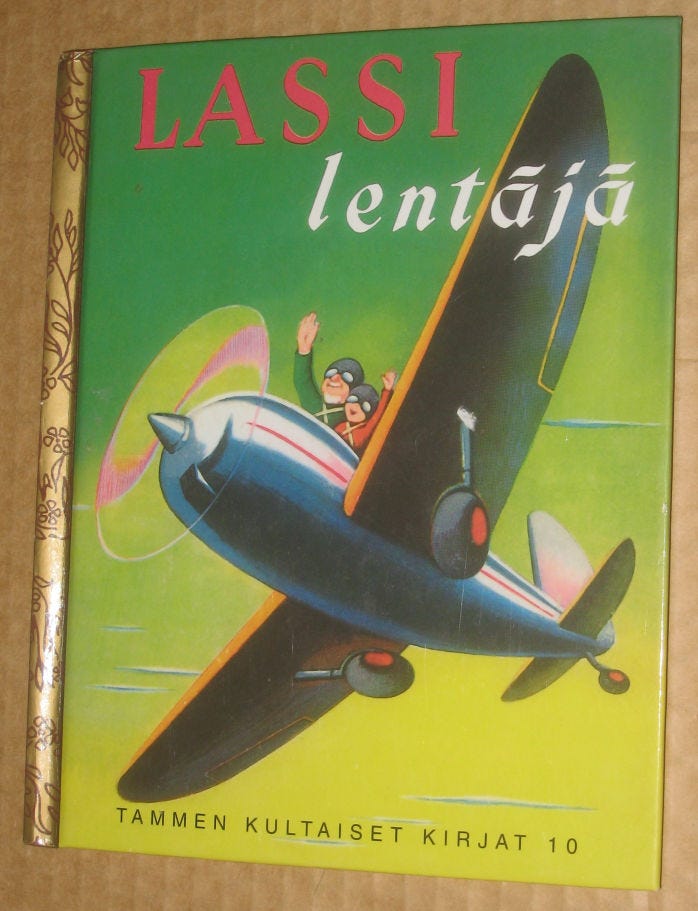 LASSI
lentäjä
TAMMEN KULTAISET KIRJAT 10